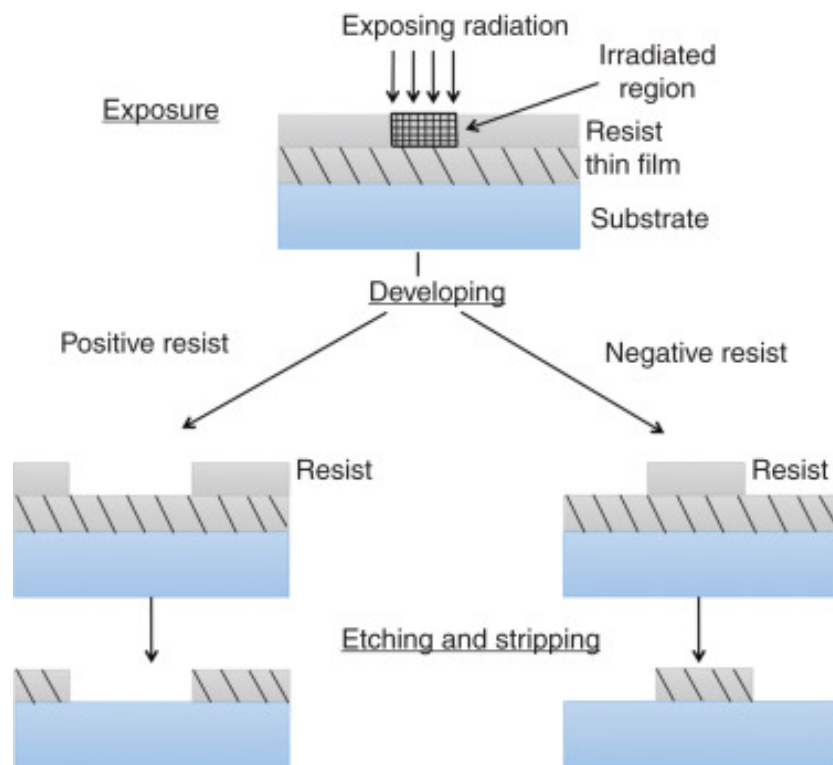 Exposing radiation
Irradiated
region
Exposure
Resist
thin film
Substrate
Developing
Positive resist
Negative resist
Resist
Resist
Etching and stripping